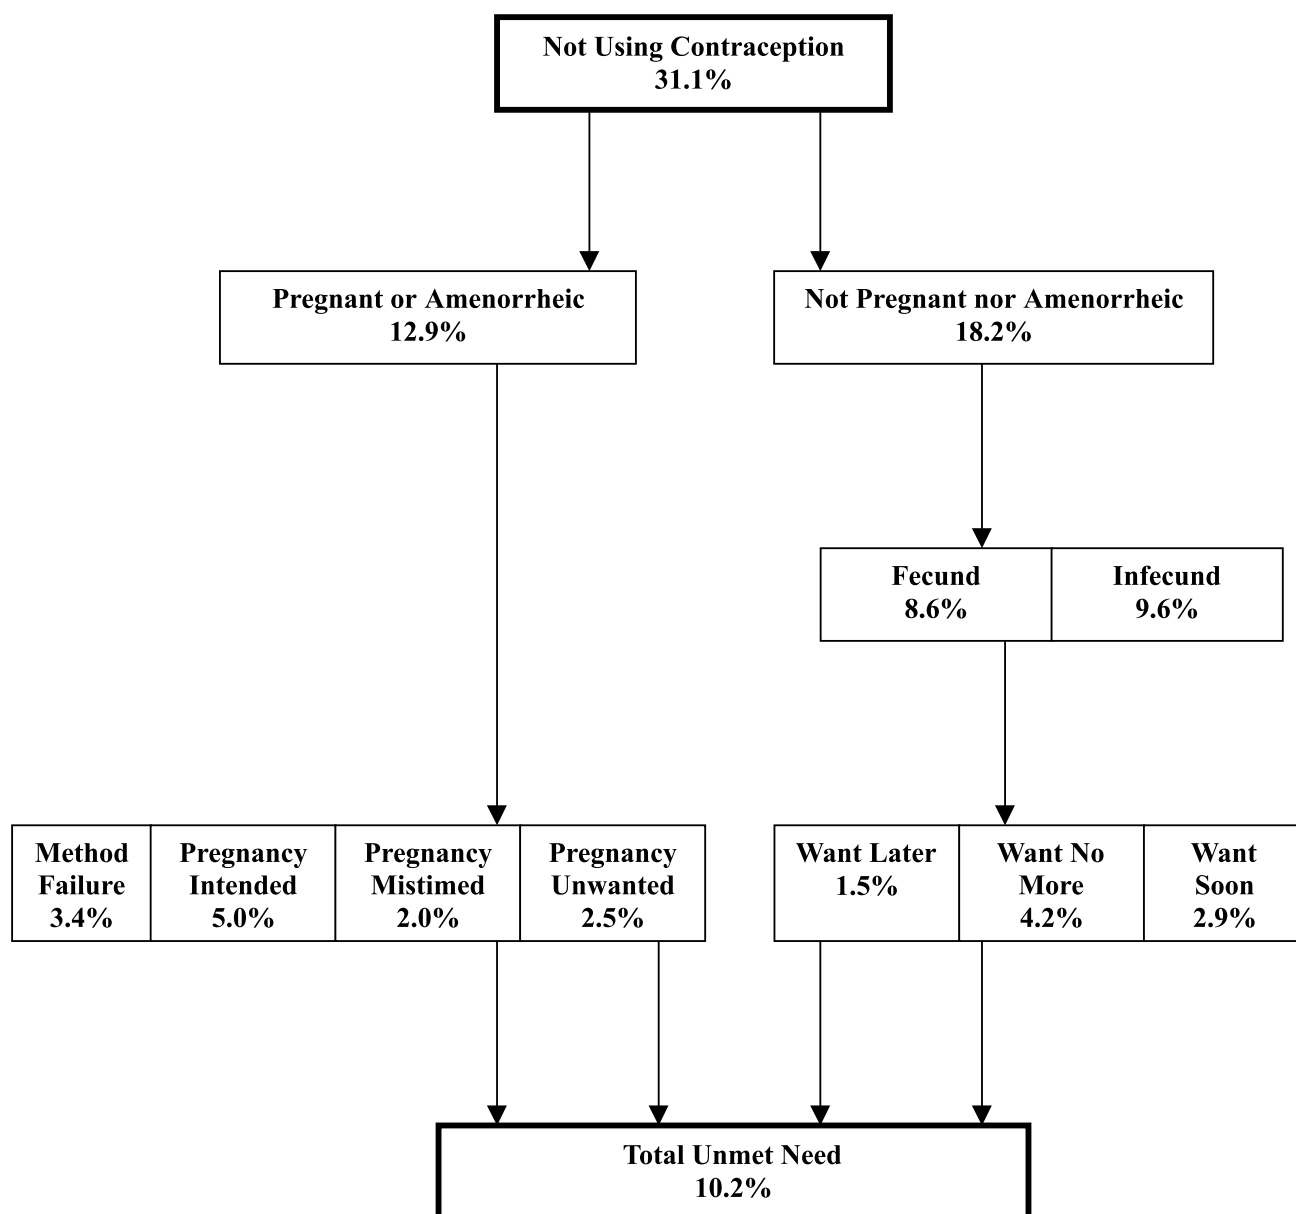 Not Using Contraception
31.1%
Pregnant or Amenorrheic
12.9%
Not Pregnant nor Amenorrheic
18.2%
Fecund
8.6%
Infecund
9.6%
Method
Failure
3.4%
Pregnancy
Intended
5.0%
Pregnancy
Mistimed
2.0%
Pregnancy
Unwanted
2.5%
Want Later
1.5%
Want No
More
4.2%
Want
Soon
2.9%
Total Unmet Need
10.2%